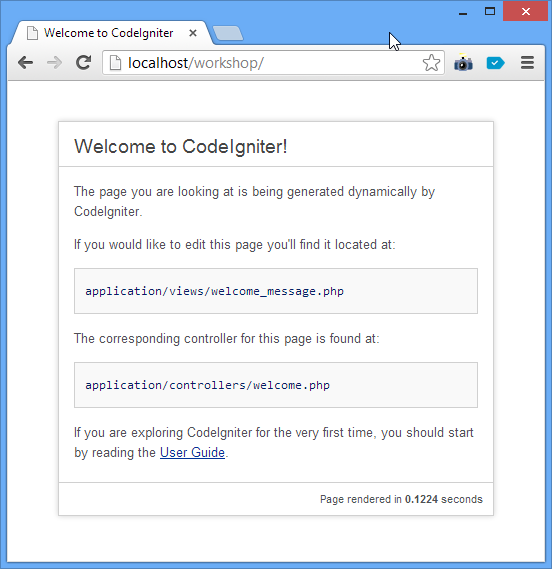 Welcome to CodeIgniter
localhost/workshop/
Welcome to CodeIgniter!
The page you are looking at is being generated dynamically by
CodeIgniter.
If you would like to edit this page you'll find it located at:
application/views/welcome_message.php
The corresponding controller for this page is found at:
application/controllers/welcome.php
If you are exploring CodeIgniter for the very first time, you should start
by reading the User Guide.
Page rendered in 0.1224 seconds